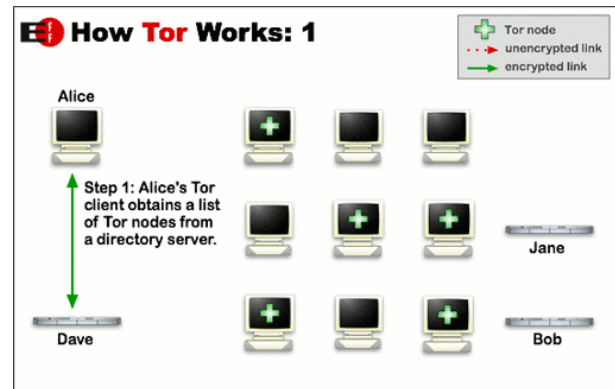 EFF How Tor Works: 1
Tor node
unencrypted link
encrypted link
Alice
Step 1: Alice's Tor
client obtains a list
of Tor nodes from
a directory server.
Jane
Dave
Bob